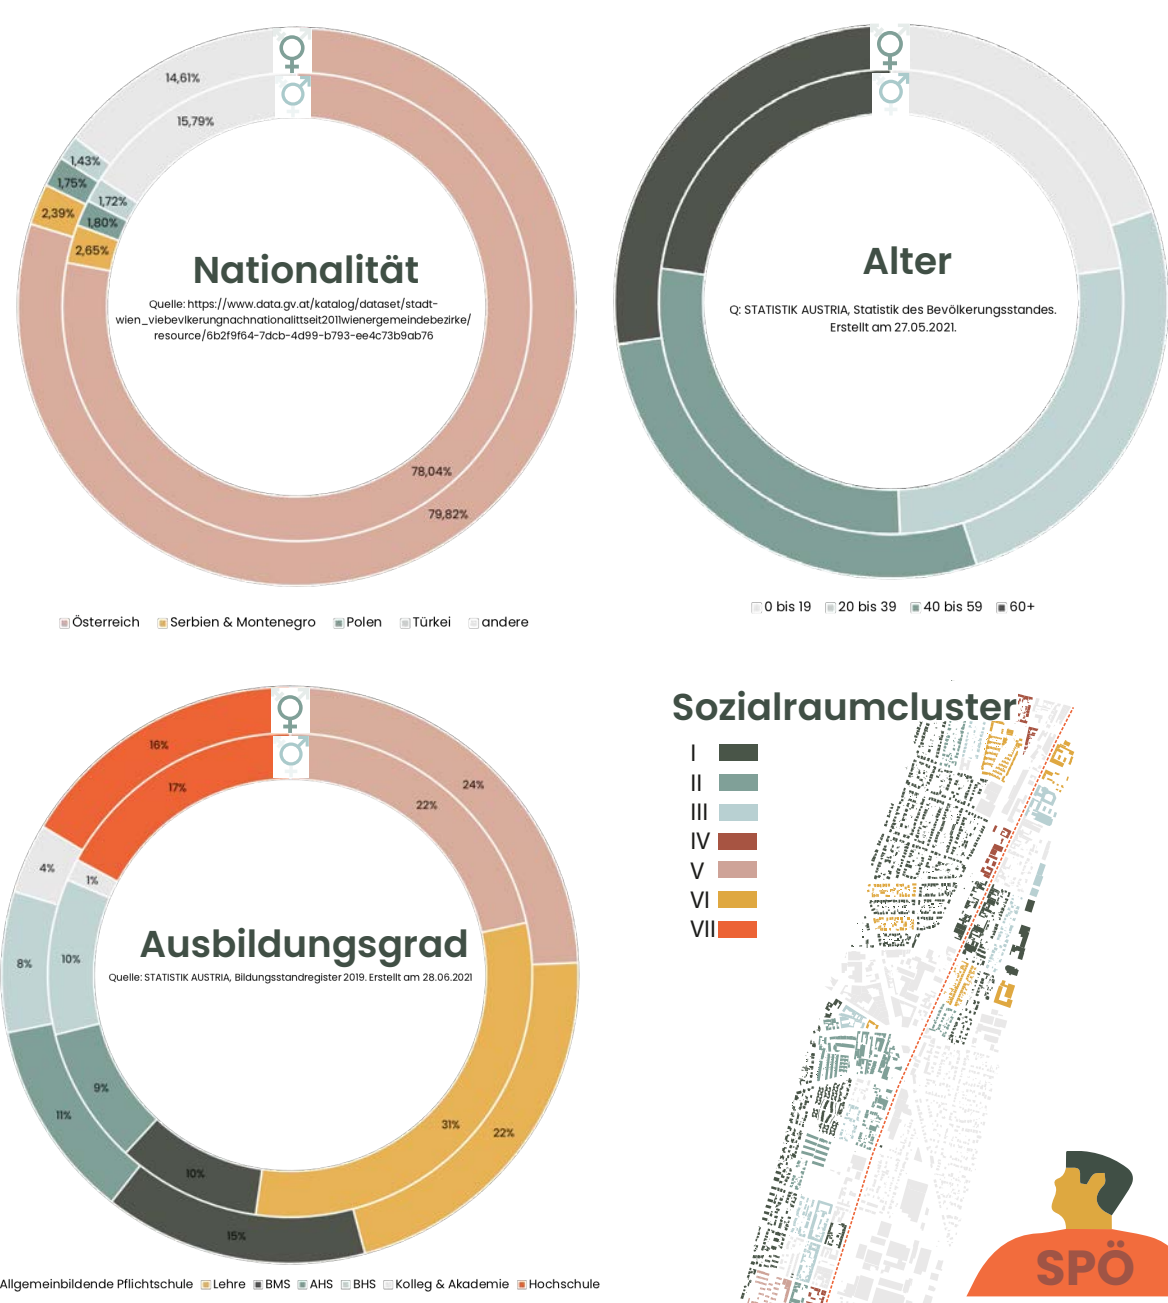 14,61%
15,79%
1,43%
1,75%
1,72%
2,39%
1,80%
2,65%
Nationalität
Quelle: https://www.data.gv.at/katalog/dataset/stadt-
wien_viebevlkerungnachnationalittseit2011wienergemeindebezirke/
resource/6b2f9f64-7dcb-4d99-b793-ee4c73b9ab76
78,04%
79,82%
Österreich Serbien & Montenegro Polen Türkei andere
Alter
Q: STATISTIK AUSTRIA, Statistik des Bevölkerungsstandes.
Erstellt am 27.05.2021.
0 bis 19 20 bis 39 40 bis 59 60+
16%
17%
24%
22%
4%
1%
8%
10%
Ausbildungsgrad
Quelle: STATISTIK AUSTRIA, Bildungsstandregister 2019. Erstellt am 28.06.2021
9%
11%
31%
22%
10%
15%
Allgemeinbildende Pflichtschule Lehre BMS AHS BHS Kolleg & Akademie Hochschule
Sozialraumcluster
I
II
III
IV
V
VI
VII
SPÖ